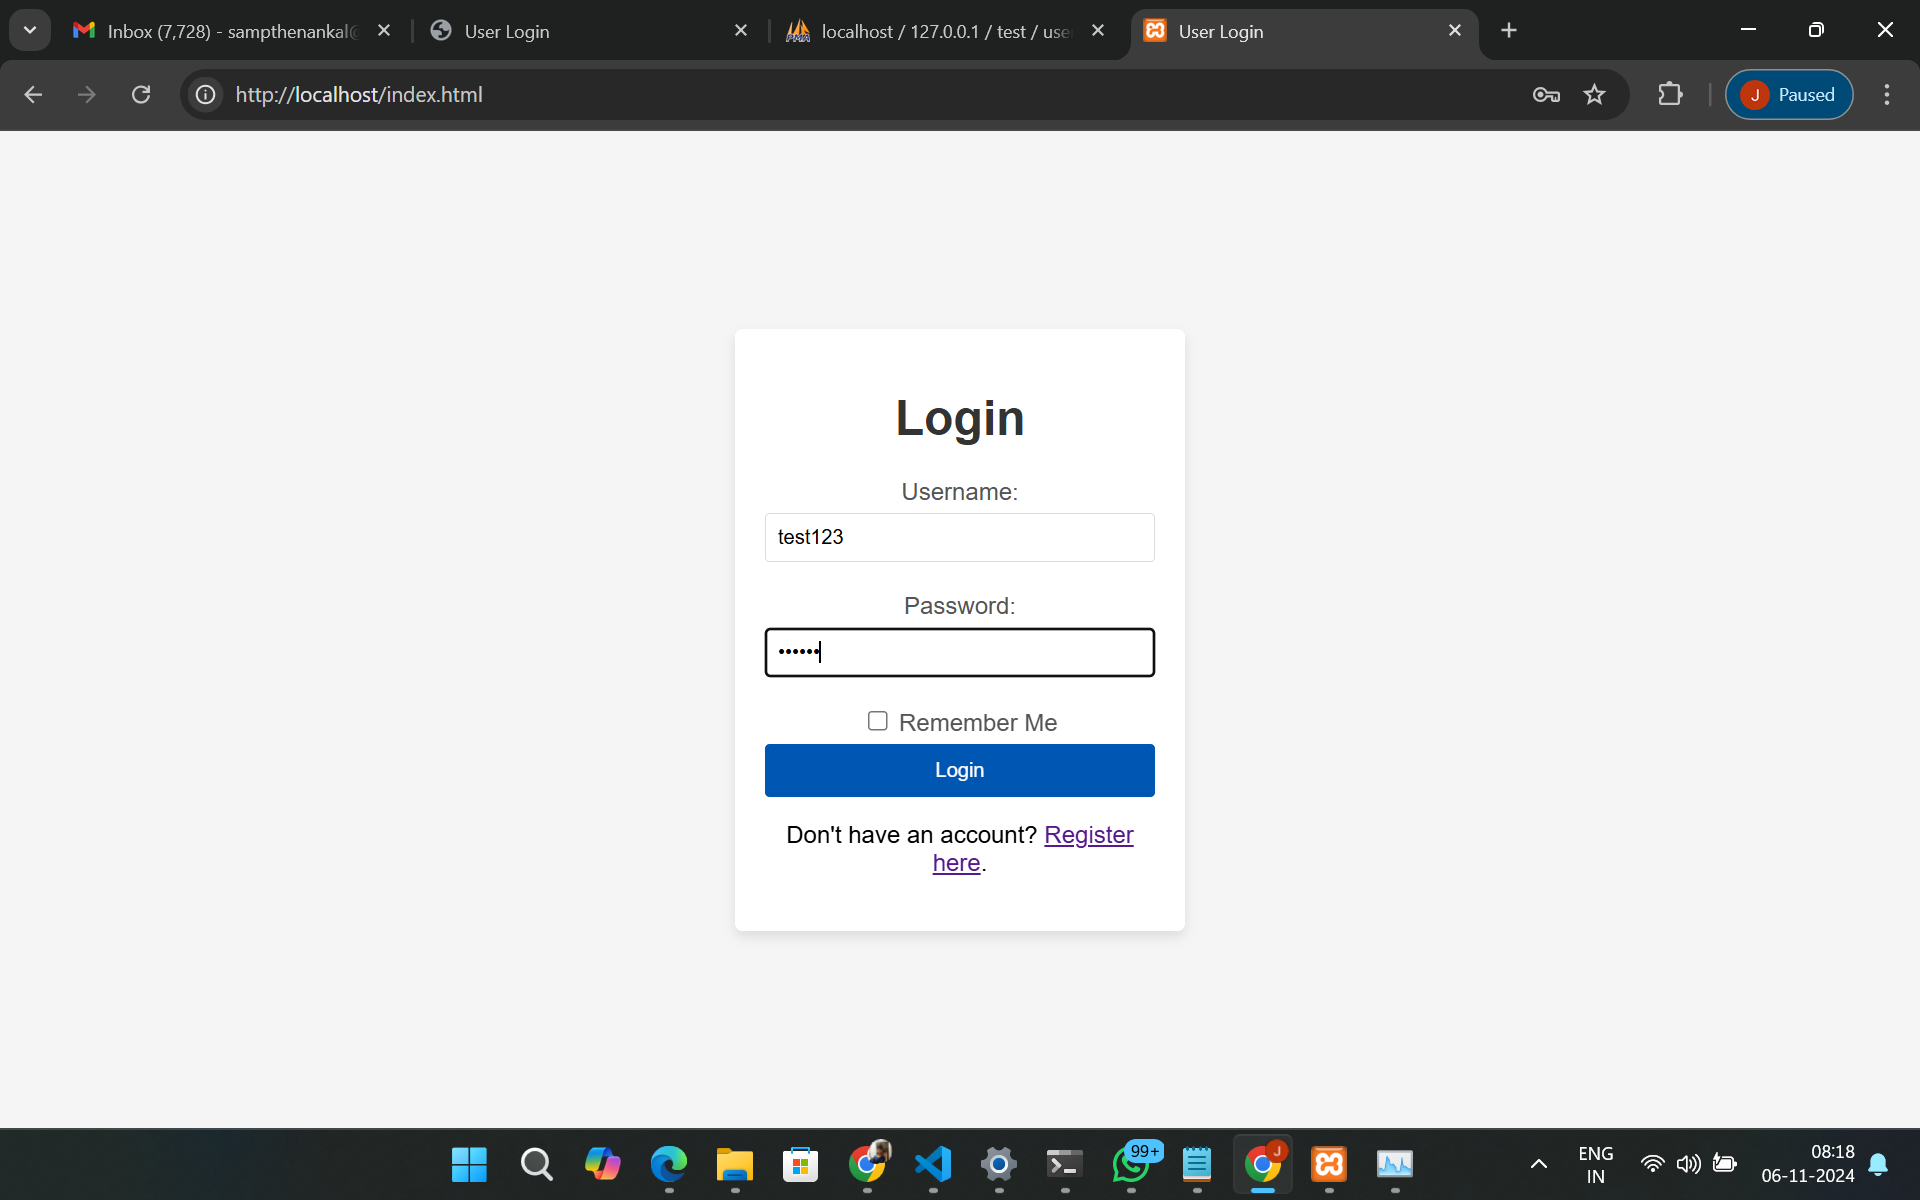 Inbox (7,728) - sampthenankal@
User Login
localhost / 127.0.0.1 / test / use
User Login
http://localhost/index.html
J Paused
Login
Username:
test123
Password:
••••••
Remember Me
Login
Don't have an account? Register
here.
99+
J
ENG
IN
08:18
06-11-2024